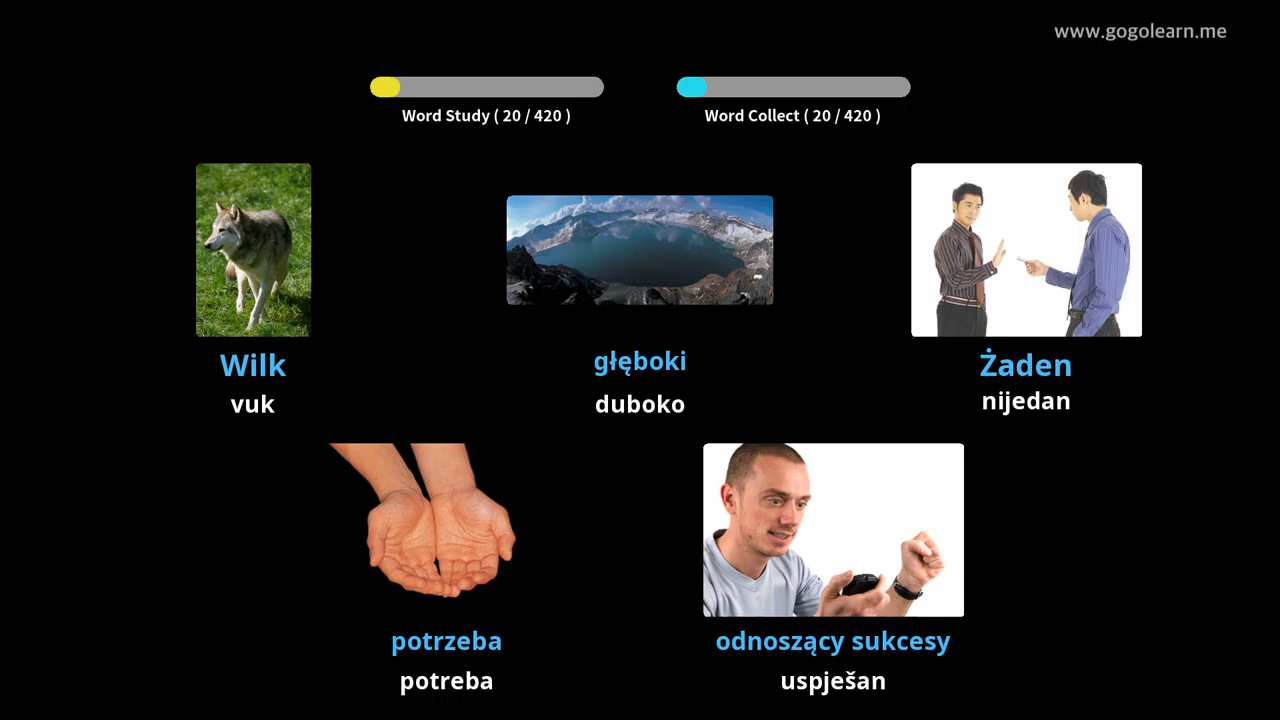 www.gogolearn.me
Word Study ( 20 / 420 )
Word Collect ( 20 / 420 )
Wilk
vuk
głęboki
duboko
Żaden
nijedan
potrzeba
potreba
odnoszący sukcesy
uspješan